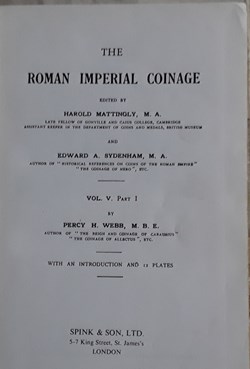 THE
ROMAN IMPERIAL COINAGE
EDITED BY
HAROLD MATTINGLY, M. A.
LATE FELLOW OF GONVILLE AND CAIUS COLLEGE, CAMBRIDGE
ASSISTANT KEEPER IN THE DEPARTMENT OF COINS AND MEDALS, BRITISH MUSEUM
AND
EDWARD A. SYDENHAM, M. A.
AUTHOR OF "HISTORICAL REFERENCES ON COINS OF THE ROMAN EMPIRE"
"THE COINAGE OF NERO", ETC.
VOL. V. PART I
BY
PERCY H. WEBB, M. B. E.
AUTHOR OF "THE REIGN AND COINAGE OF CARAUSIUS"
"THE COINAGE OF ALLECTUS", ETC.
WITH AN INTRODUCTION AND 12 PLATES
SPINK & SON, LTD.
5-7 King Street, St. James's
LONDON